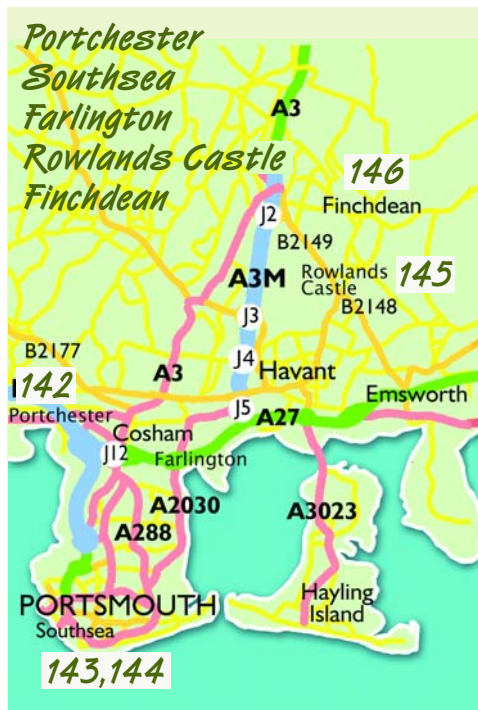 Portchester
Southsea
Farlington
Rowlands Castle
Finchdean
A3
146
Finchdean
J2
B2149
A3M
Rowlands
Castle
145
B2148
J3
B2177
A3
J4
Havant
142
Emsworth
Portchester
J5
A27
Cosham
J12
Farlington
A2030
A288
A3023
PORTSMOUTH
Southsea
Hayling
Island
143,144